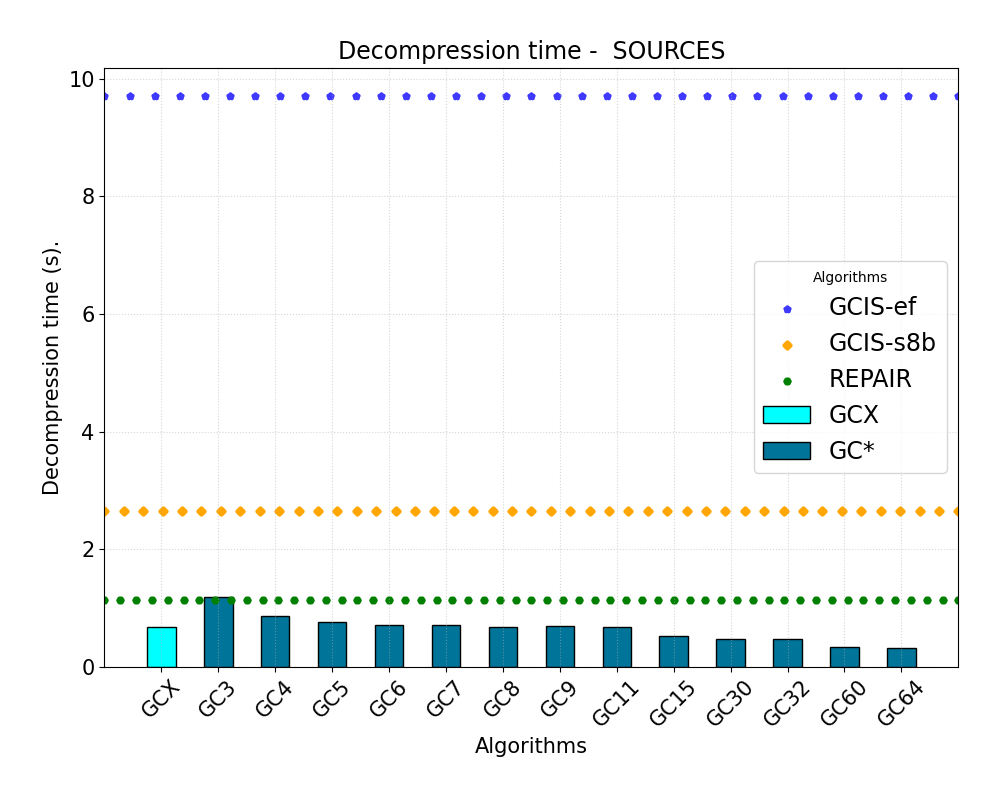 Decompression time -  SOURCES
Decompression time (s).
10
8
6
4
2
0
Algorithms
GCIS-ef
GCIS-s8b
REPAIR
GCX
GC*
GCX
GC3
GC4
GC5
GC6
GC7
GC8
GC9
GC11
GC15
GC30
GC32
GC60
GC64
Algorithms